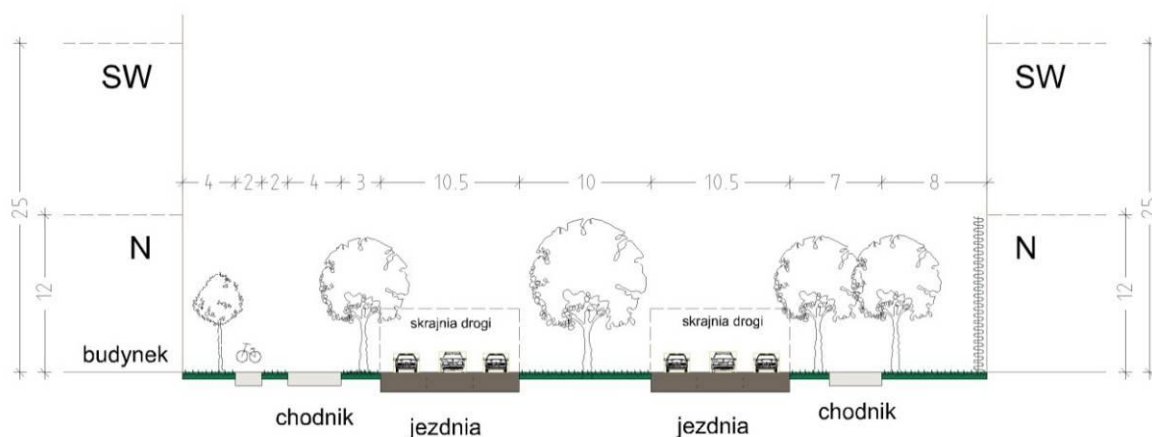 SW
SW
4 2 2 4 3 10.5 10 10.5 7 8
25
25
N
N
12
12
skrajnia drogi
skrajnia drogi
budynek
chodnik
jezdnia
jezdnia
chodnik